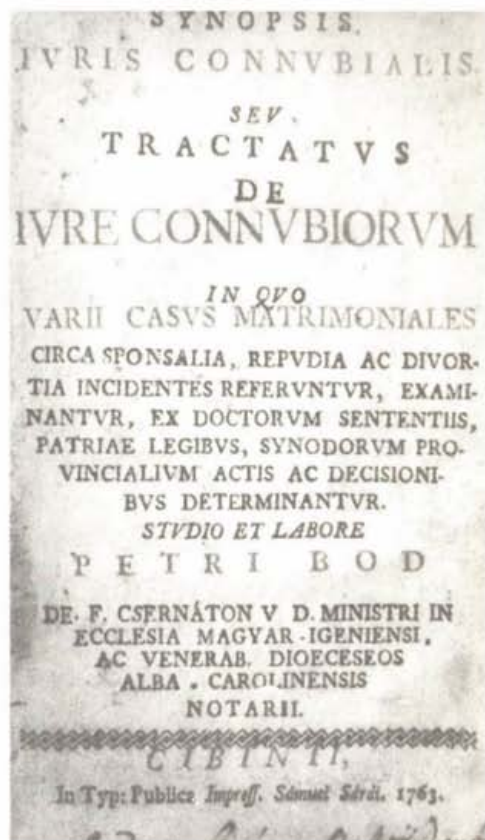 SYNOPSIS.
IVRIS CONNVBIALIS.
SEV.
TRACTATVS
DE
IVRE CONNVBIORVM
IN QVO
VARII CASVS MATRIMONIALES
CIRCA SPONSALIA, REPVDIA AC DIVOR-
TIA INCIDENTES REFERVNTVR, EXAMI-
NANTVR, EX DOCTORVM SENTENTIIS,
PATRIAE LEGIBVS, SYNODORVM PRO-
VINCIALIVM ACTIS AC DECISIONI-
BVS DETERMINANTVR.
STVDIO ET LABORE
PETRI BOD
DE. F. CSERNÁTON V D. MINISTRI IN
ECCLESIA MAGYAR-IGENIENSI,
AC VENERAB. DIOECESEOS
ALBA. CAROLINENSIS
NOTARII.
CIBINII,
In Typ: Publica Impress. Sámuel Sárdi. 1763.